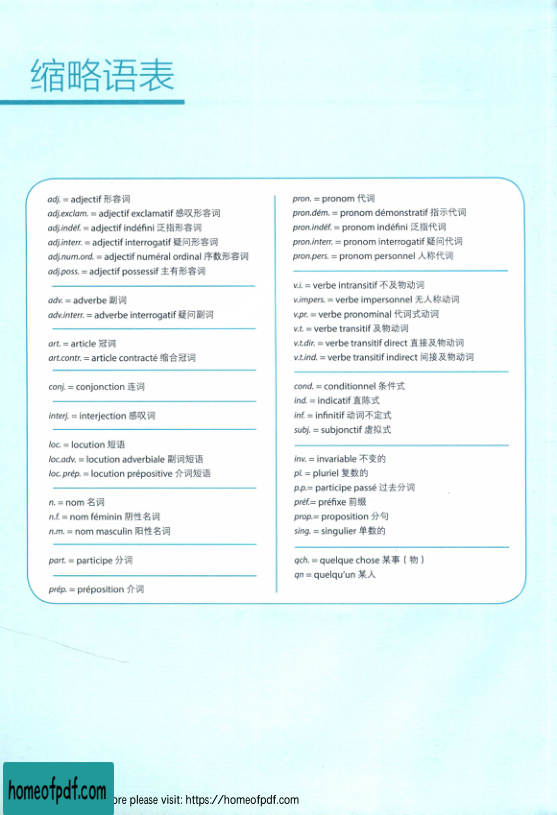 缩略语表
adj. = adjectif 形容词
adj.exclam. = adjectif exclamatif 感叹形容词
adj.indéf. = adjectif indéfini 泛指形容词
adj.interr. = adjectif interrogatif 疑问形容词
adj.num.ord. = adjectif numéral ordinal 序数形容词
adj.poss. = adjectif possessif 主有形容词
adv. = adverbe 副词
adv.interr. = adverbe interrogatif 疑问副词
art. = article 冠词
art.contr. = article contracté 缩合冠词
conj. = conjonction 连词
interj. = interjection 感叹词
loc. = locution 短语
loc.adv. = locution adverbiale 副词短语
loc.prép. = locution prépositive 介词短语
n. = nom 名词
n.f. = nom féminin 阴性名词
n.m. = nom masculin 阳性名词
part. = participe 分词
prép. = préposition 介词
pron. = pronom 代词
pron.dém. = pronom démonstratif 指示代词
pron.indéf. = pronom indéfini 泛指代词
pron.interr. = pronom interrogatif 疑问代词
pron.pers. = pronom personnel 人称代词
v.i. = verbe intransitif 不及物动词
v.impers. = verbe impersonnel 无人称动词
v.pr. = verbe pronominal 代词式动词
v.t. = verbe transitif 及物动词
v.t.dir. = verbe transitif direct 直接及物动词
v.t.ind. = verbe transitif indirect 间接及物动词
cond. = conditionnel 条件式
ind. = indicatif 直陈式
inf. = infinitif 动词不定式
subj. = subjonctif 虚拟式
inv. = invariable 不变的
pl. = pluriel 复数的
p.p.= participe passé 过去分词
préf.= préfixe 前缀
prop.= proposition 分句
sing. = singulier 单数的
qch. = quelque chose 某事（物）
qn = quelqu'un 某人
homeofpdf.com
ore please visit: https://homeofpdf.com